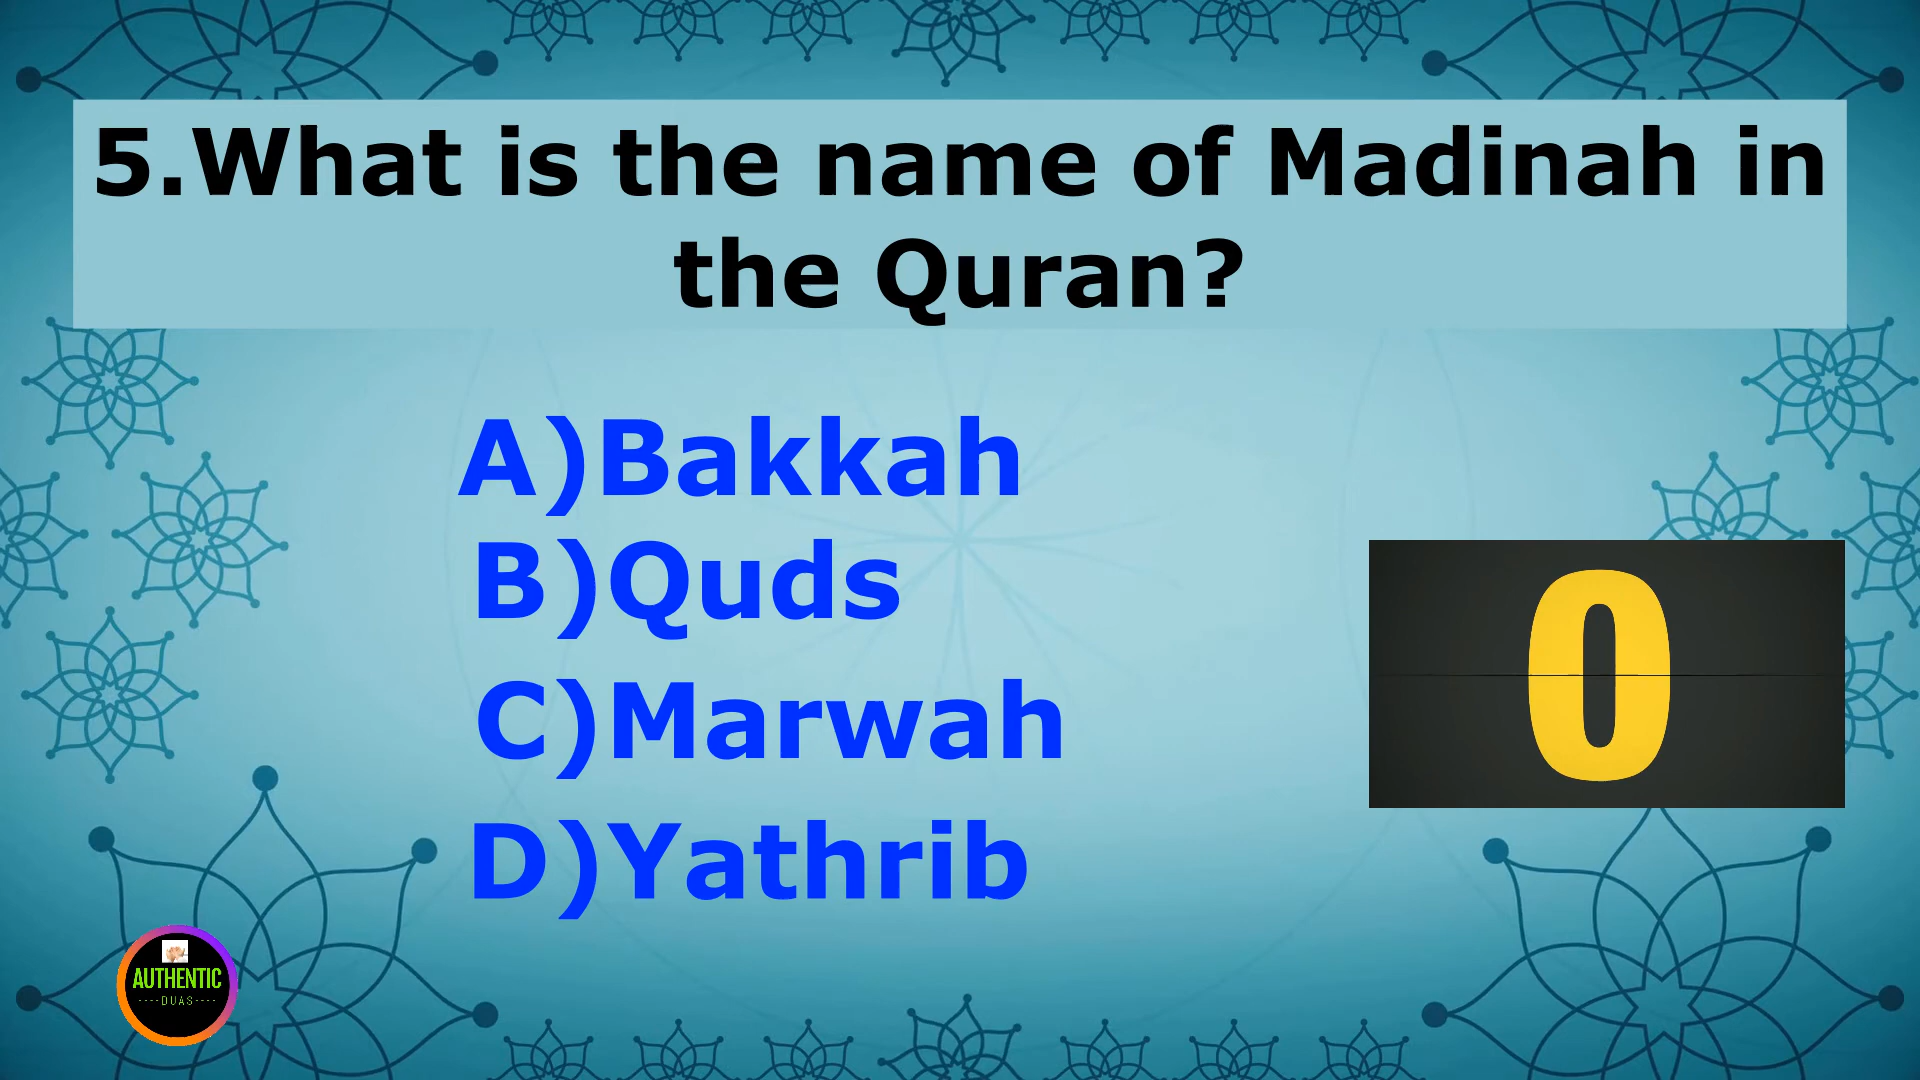 5.What is the name of Madinah in
the Quran?
A)Bakkah
B)Quds
C)Marwah
D)Yathrib
0
AUTHENTIC
----DUAS----